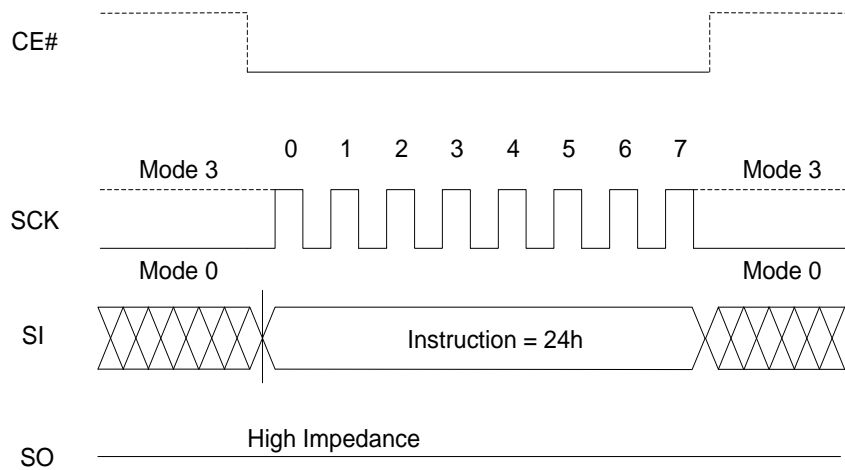 CE#
0 1 2 3 4 5 6 7
Mode 3 Mode 3
SCK
Mode 0 Mode 0
SI Instruction = 24h
High Impedance
SO